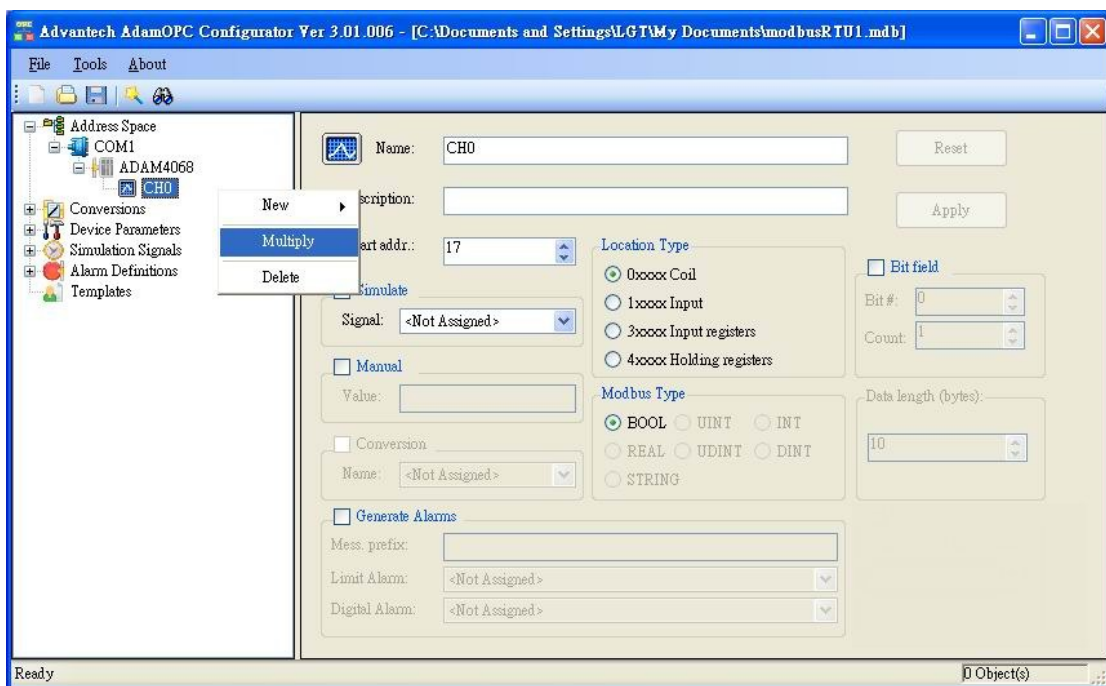 OPC Advantech AdamOPC Configurator Ver 3.01.006 - [C:\Documents and Settings\LGT\My Documents\modbusRTU1.mdb]
File Tools About
Address Space
COM1
ADAM4068
CH0
Conversions
Device Parameters
Simulation Signals
Alarm Definitions
Templates
New
Multiply
Delete
Name: CH0
scription:
art addr.: 17
Simulate
Signal: <Not Assigned>
Manual
Value:
Conversion
Name: <Not Assigned>
Location Type
0xxxx Coil
1xxxx Input
3xxxx Input registers
4xxxx Holding registers
Modbus Type
BOOL UINT INT
REAL UDINT DINT
STRING
Reset
Apply
Bit field
Bit #: 0
Count: 1
Data length (bytes):
10
Generate Alarms
Mess. prefix:
Limit Alarm: <Not Assigned>
Digital Alarm: <Not Assigned>
Ready 0 Object(s)